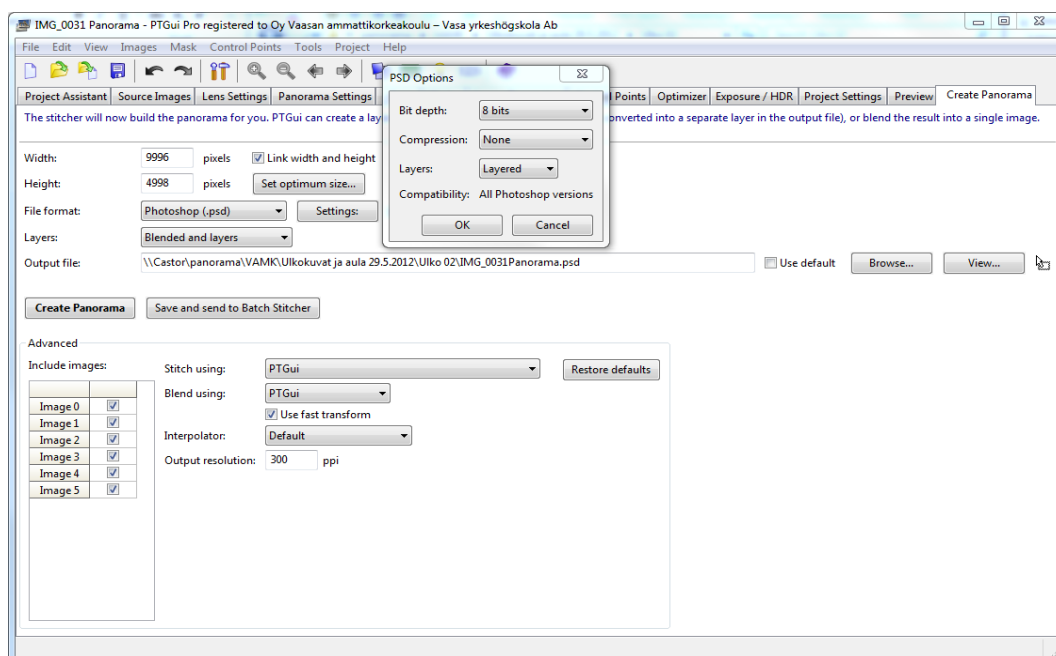 IMG_0031 Panorama - PTGui Pro registered to Oy Vaasan ammattikorkeakoulu – Vasa yrkeshögskola Ab
File Edit View Images Mask Control Points Tools Project Help
PSD Options
Bit depth: 8 bits
Compression: None
Layers: Layered
Compatibility: All Photoshop versions
OK Cancel
Project Assistant Source Images Lens Settings Panorama Settings l Points Optimizer Exposure / HDR Project Settings Preview Create Panorama
The stitcher will now build the panorama for you. PTGui can create a lay onverted into a separate layer in the output file), or blend the result into a single image.
Width: 9996 pixels Link width and height
Height: 4998 pixels Set optimum size...
File format: Photoshop (.psd) Settings:
Layers: Blended and layers
Output file: \\Castor\panorama\VAMK\Ulkokuvat ja aula 29.5.2012\Ulko 02\IMG_0031Panorama.psd Use default Browse... View...
Create Panorama Save and send to Batch Stitcher
Advanced
Include images: Stitch using: PTGui Restore defaults
Blend using: PTGui
Image 0 Use fast transform
Image 1
Image 2 Interpolator: Default
Image 3 Output resolution: 300 ppi
Image 4
Image 5